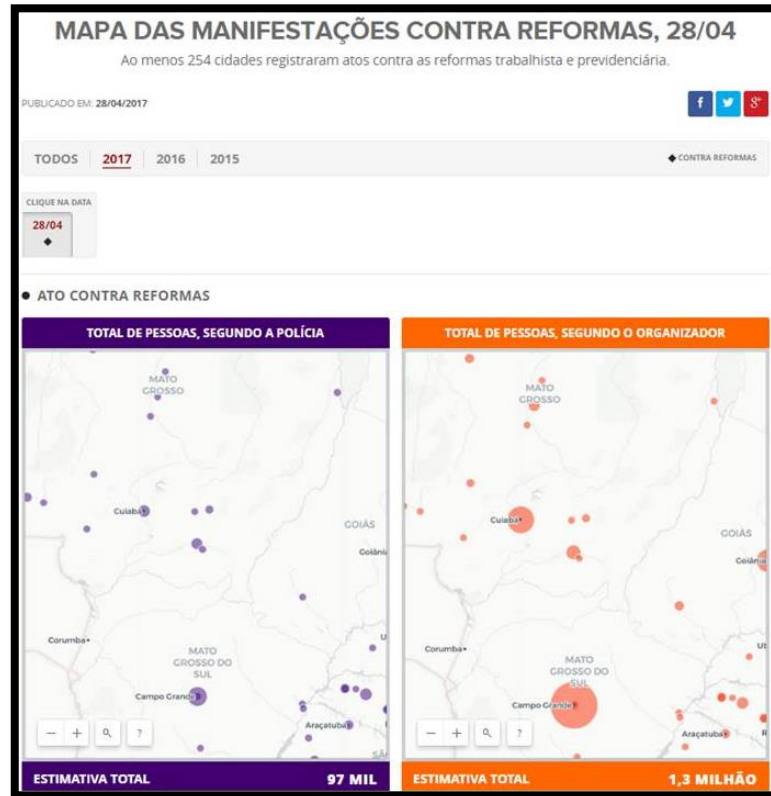 MAPA DAS MANIFESTAÇÕES CONTRA REFORMAS, 28/04
Ao menos 254 cidades registraram atos contra as reformas trabalhista e previdenciária.
PUBLICADO EM: 28/04/2017
f
g+
TODOS 2017 2016 2015
CONTRA REFORMAS
CLIQUE NA DATA
28/04
ATO CONTRA REFORMAS
TOTAL DE PESSOAS, SEGUNDO A POLÍCIA
MATO
GROSSO
Cuiabá
GOIÁS
Goiânia
Corumba
MATO
GROSSO DO
SUL
U
Campo Grande
Araçatuba
SÃ
− + ?
ESTIMATIVA TOTAL 97 MIL
TOTAL DE PESSOAS, SEGUNDO O ORGANIZADOR
MATO
GROSSO
Cuiabá
GOIÁS
Goiânia
Corumba
MATO
GROSSO DO
SUL
Ut
Campo Grande
Araçatuba
R
− + ?
ESTIMATIVA TOTAL 1,3 MILHÃO